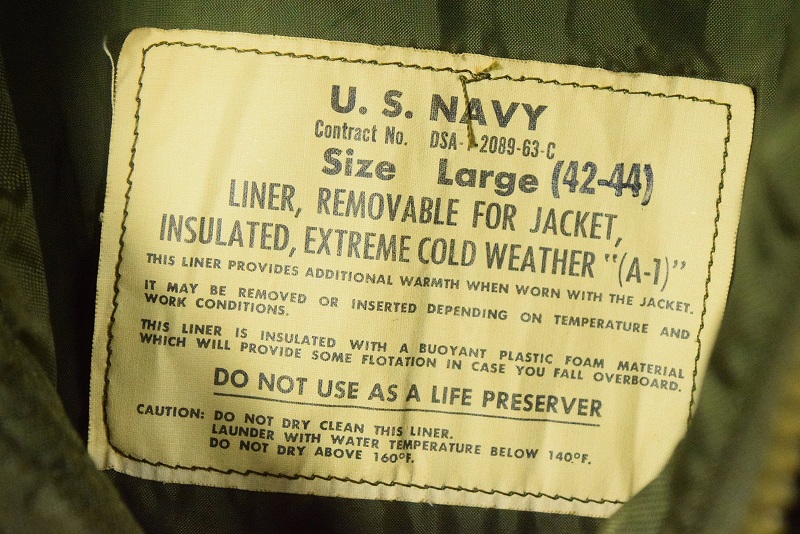 U. S. NAVY
Contract No. DSA-1-2089-63-C
Size Large (42-44)
LINER, REMOVABLE FOR JACKET,
INSULATED, EXTREME COLD WEATHER "(A-1)"
THIS LINER PROVIDES ADDITIONAL WARMTH WHEN WORN WITH THE JACKET.
IT MAY BE REMOVED OR INSERTED DEPENDING ON TEMPERATURE AND
WORK CONDITIONS.
THIS LINER IS INSULATED WITH A BUOYANT PLASTIC FOAM MATERIAL
WHICH WILL PROVIDE SOME FLOTATION IN CASE YOU FALL OVERBOARD.
DO NOT USE AS A LIFE PRESERVER
CAUTION: DO NOT DRY CLEAN THIS LINER.
LAUNDER WITH WATER TEMPERATURE BELOW 140.°F.
DO NOT DRY ABOVE 160°F.